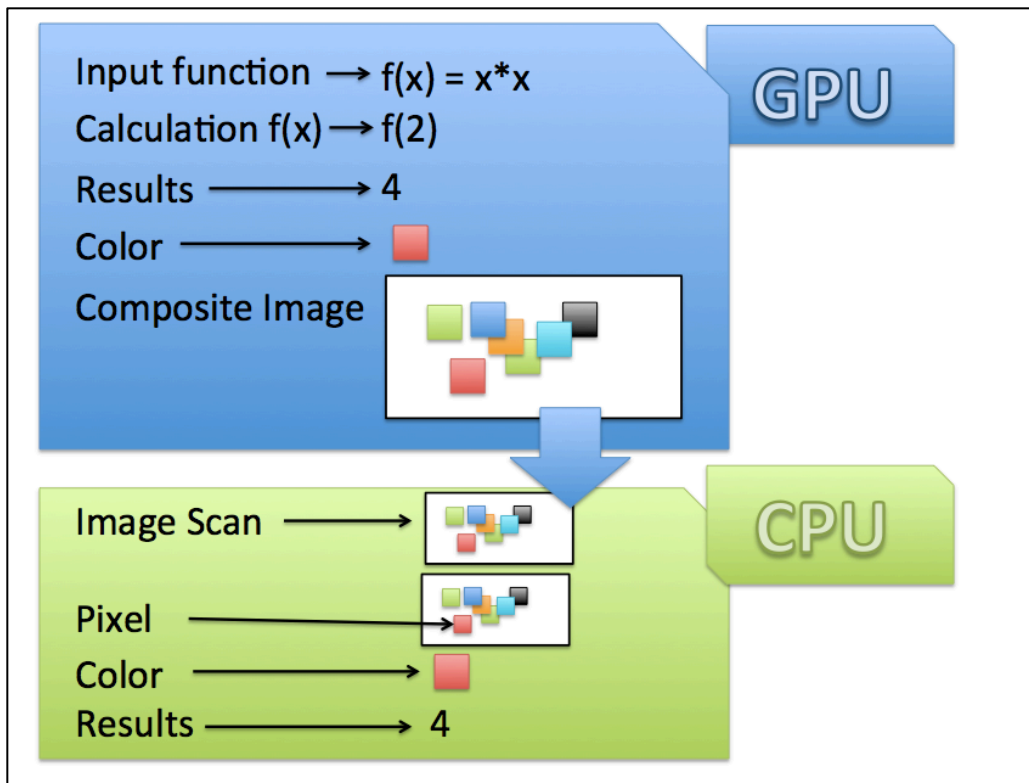 Input function f(x) = x*x
GPU
Calculation f(x) f(2)
Results 4
Color
Composite Image
Image Scan
CPU
Pixel
Color
Results 4